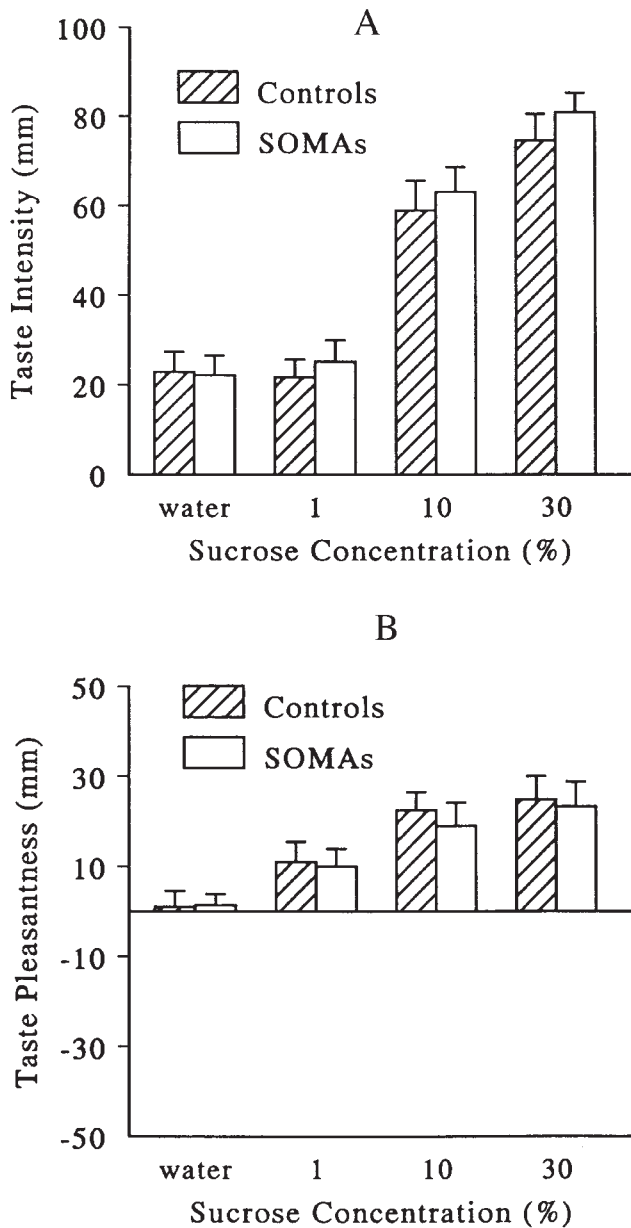 A
Taste Intensity (mm)
100
80
60
40
20
0
Controls
SOMAs
water 1 10 30
Sucrose Concentration (%)
B
Taste Pleasantness (mm)
50
30
10
-10
-30
-50
Controls
SOMAs
water 1 10 30
Sucrose Concentration (%)